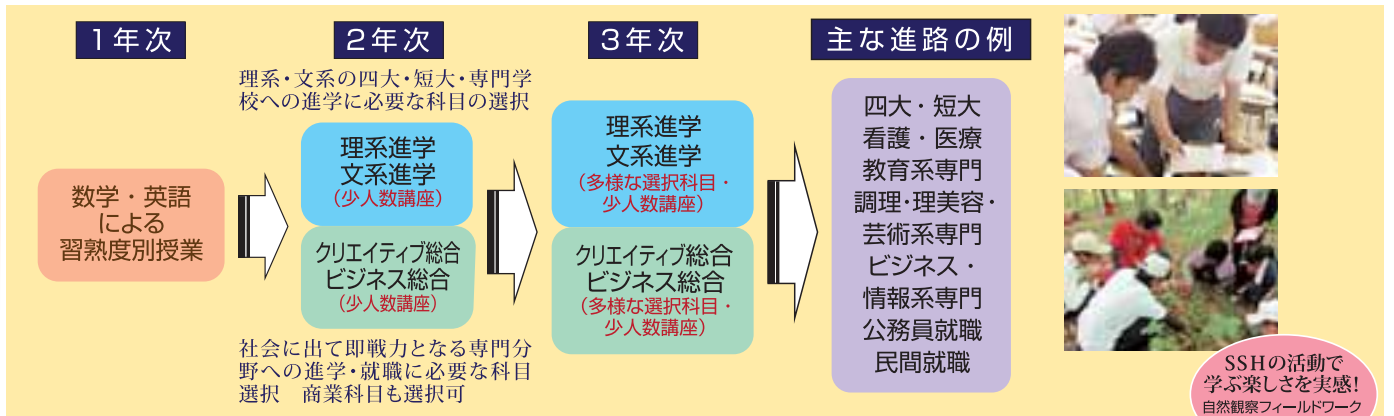 1年次
数学・英語
による
習熟度別授業
2年次
理系・文系の四大・短大・専門学
校への進学に必要な科目の選択
理系進学
文系進学
(少人数講座)
クリエイティブ総合
ビジネス総合
(少人数講座)
社会に出て即戦力となる専門分
野への進学・就職に必要な科目
選択　商業科目も選択可
3年次
理系進学
文系進学
(多様な選択科目・
少人数講座)
クリエイティブ総合
ビジネス総合
(多様な選択科目・
少人数講座)
主な進路の例
四大・短大
看護・医療
教育系専門
調理・理美容・
芸術系専門
ビジネス・
情報系専門
公務員就職
民間就職
SSHの活動で
学ぶ楽しさを実感!
自然観察フィールドワーク